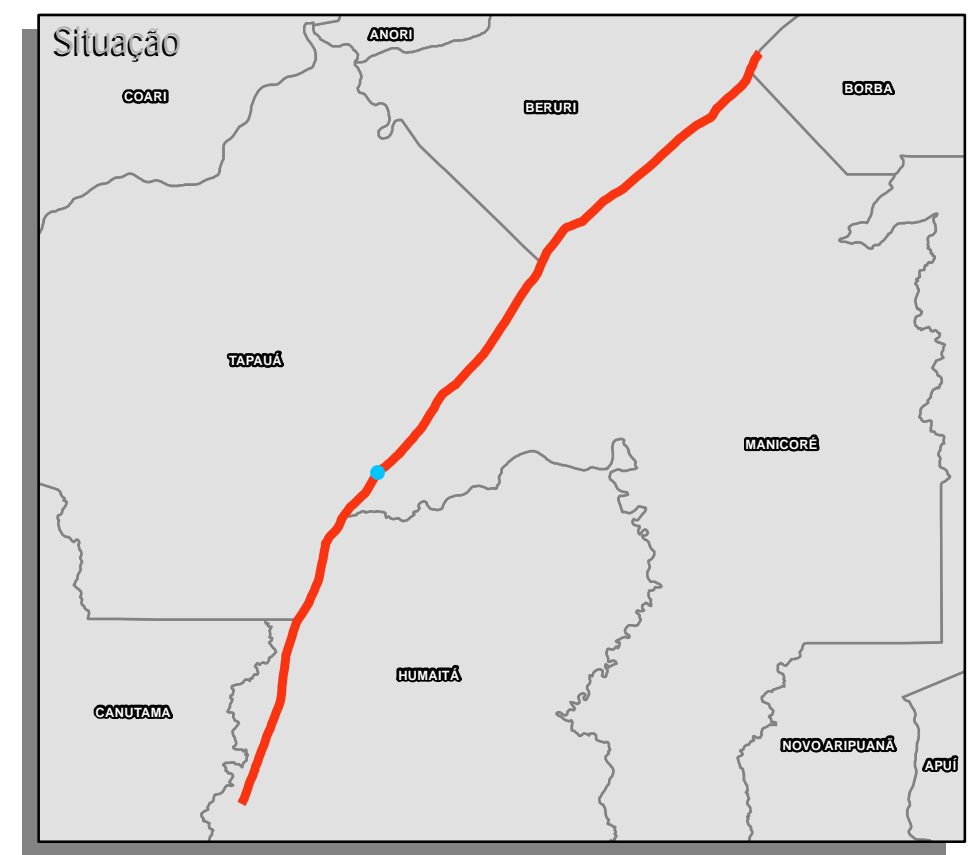 Situação
ANORI
COARI
BORBA
BERURI
TAPAUÁ
MANICORÉ
HUMAITÁ
CANUTAMA
NOVO ARIPUANÃ
APUÍ